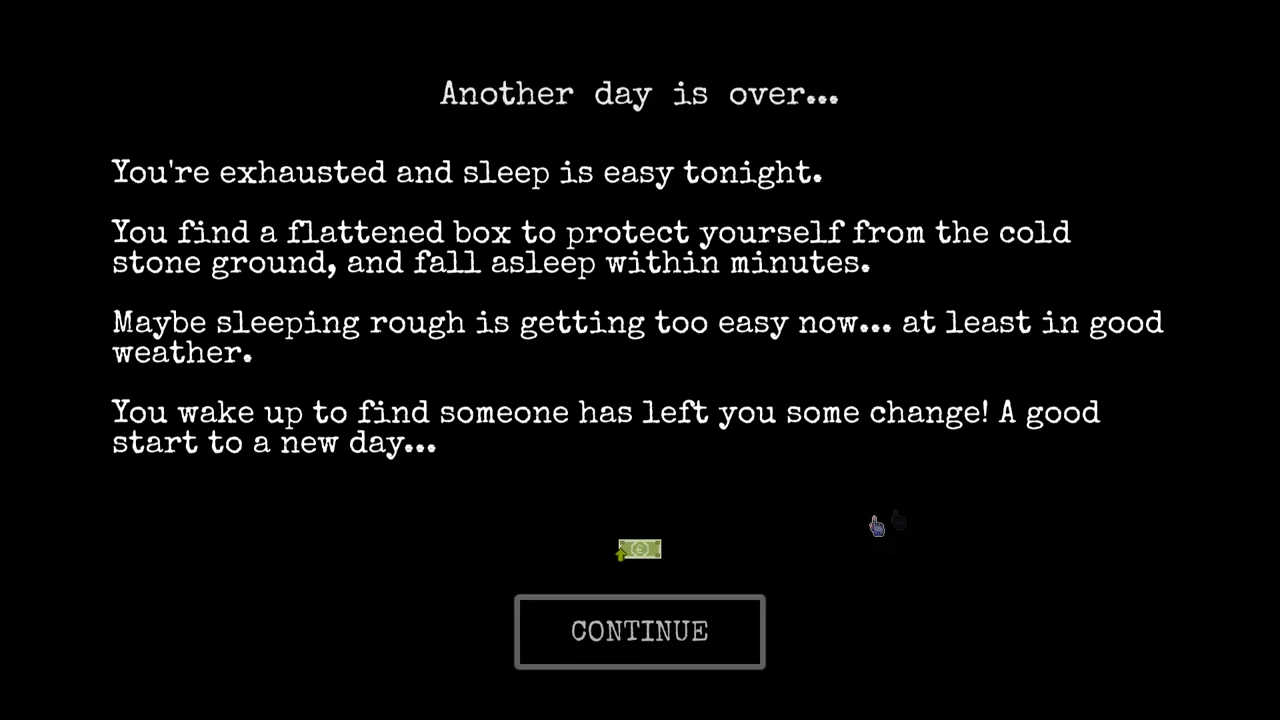 Another day is over...
You're exhausted and sleep is easy tonight.
You find a flattened box to protect yourself from the cold
stone ground, and fall asleep within minutes.
Maybe sleeping rough is getting too easy now... at least in good
weather.
You wake up to find someone has left you some change! A good
start to a new day...
CONTINUE